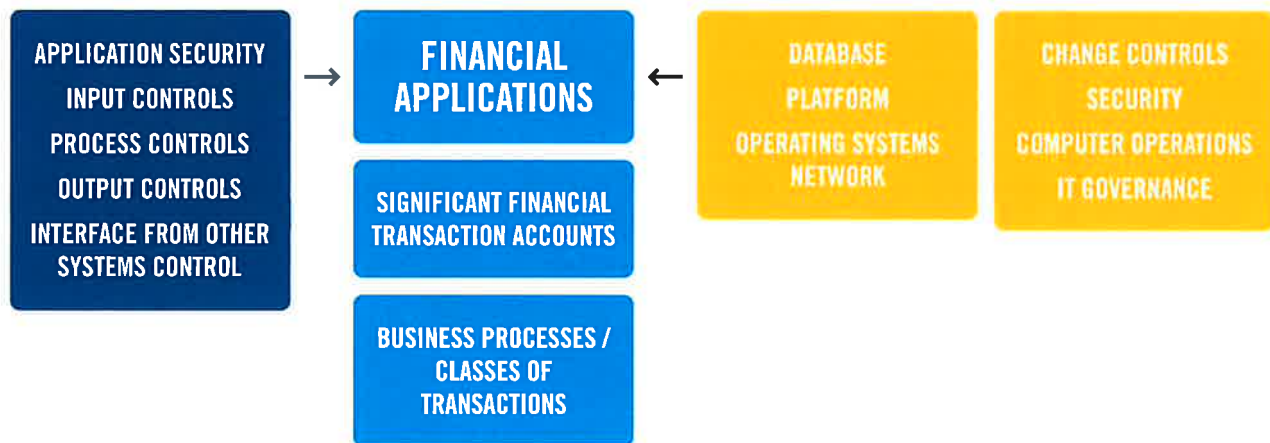 APPLICATION SECURITY
INPUT CONTROLS
PROCESS CONTROLS
OUTPUT CONTROLS
INTERFACE FROM OTHER
SYSTEMS CONTROL
FINANCIAL
APPLICATIONS
SIGNIFICANT FINANCIAL
TRANSACTION ACCOUNTS
BUSINESS PROCESSES /
CLASSES OF
TRANSACTIONS
DATABASE
PLATFORM
OPERATING SYSTEMS
NETWORK
CHANGE CONTROLS
SECURITY
COMPUTER OPERATIONS
IT GOVERNANCE